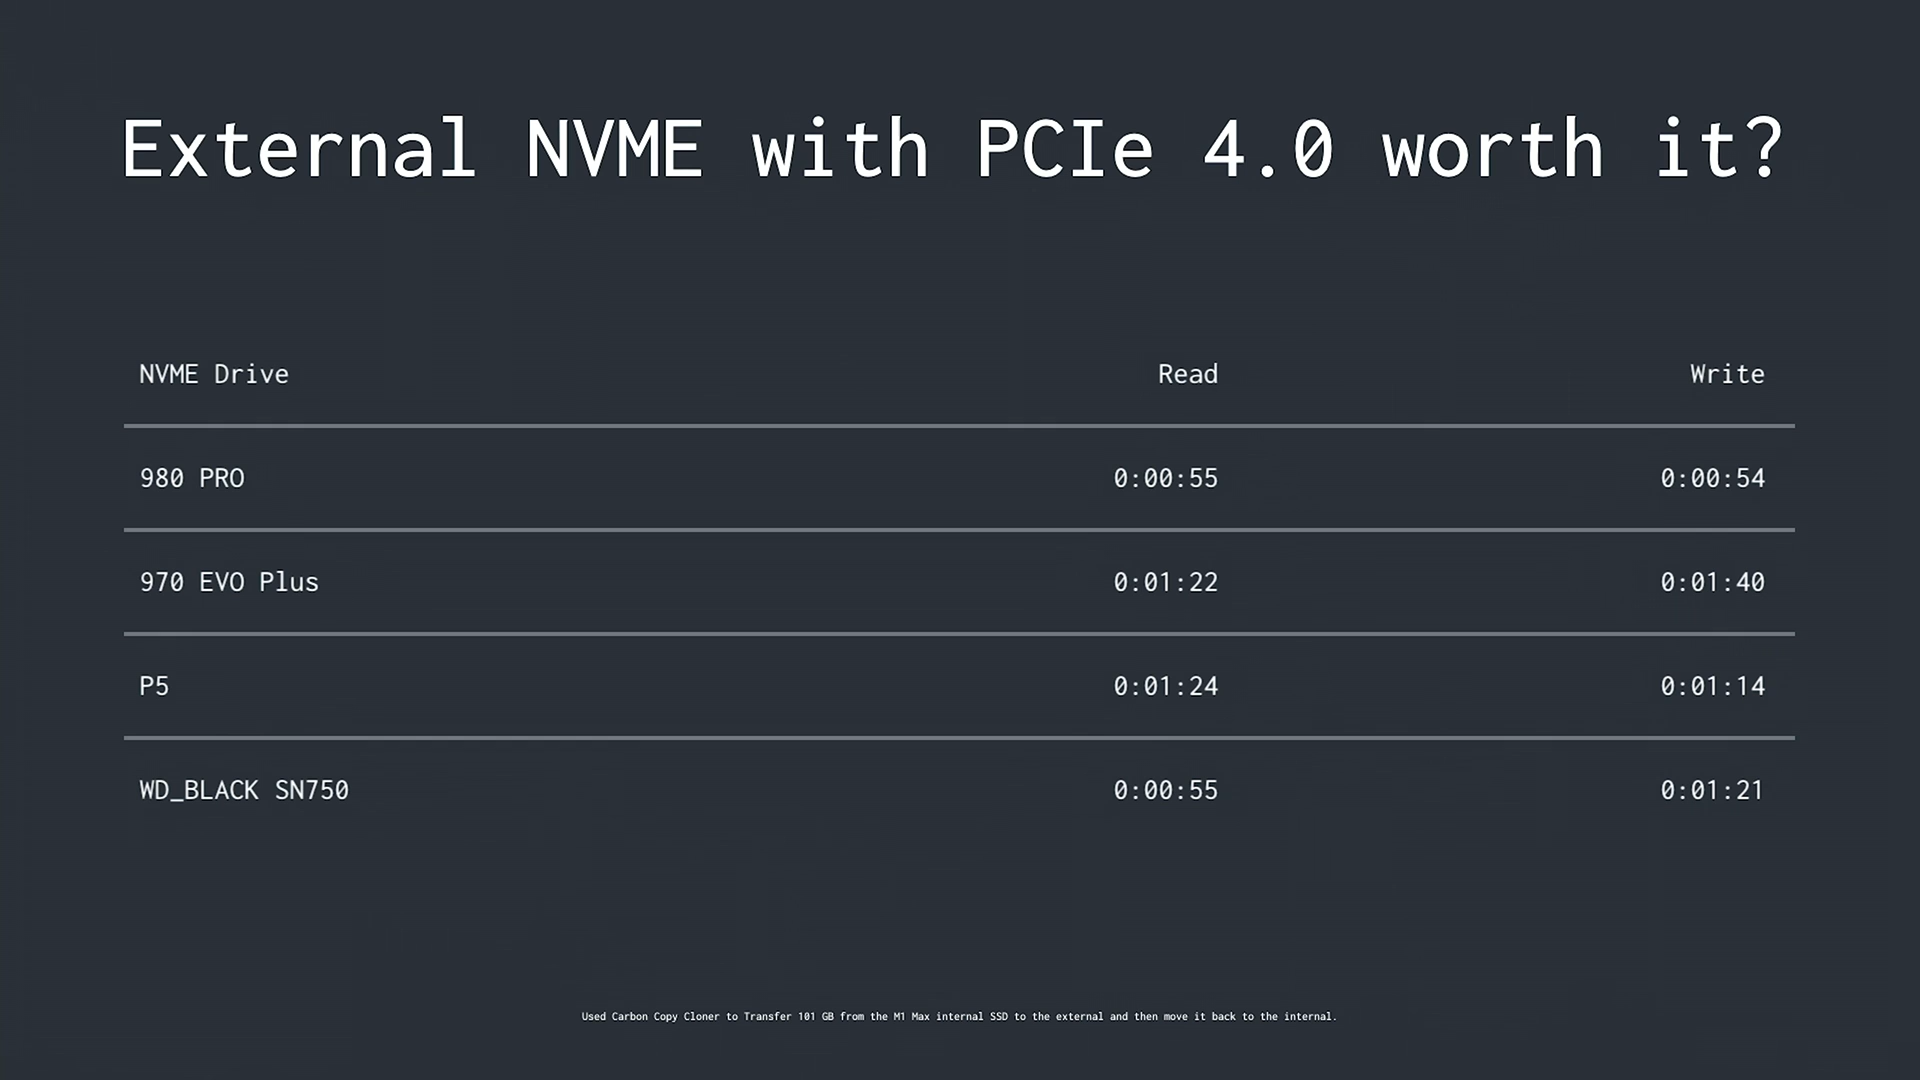 External NVME with PCIe 4.0 worth it?
NVME Drive Read Write
980 PRO 0:00:55 0:00:54
970 EVO Plus 0:01:22 0:01:40
P5 0:01:24 0:01:14
WD_BLACK SN750 0:00:55 0:01:21
Used Carbon Copy Cloner to Transfer 101 GB from the M1 Max internal SSD to the external and then move it back to the internal.